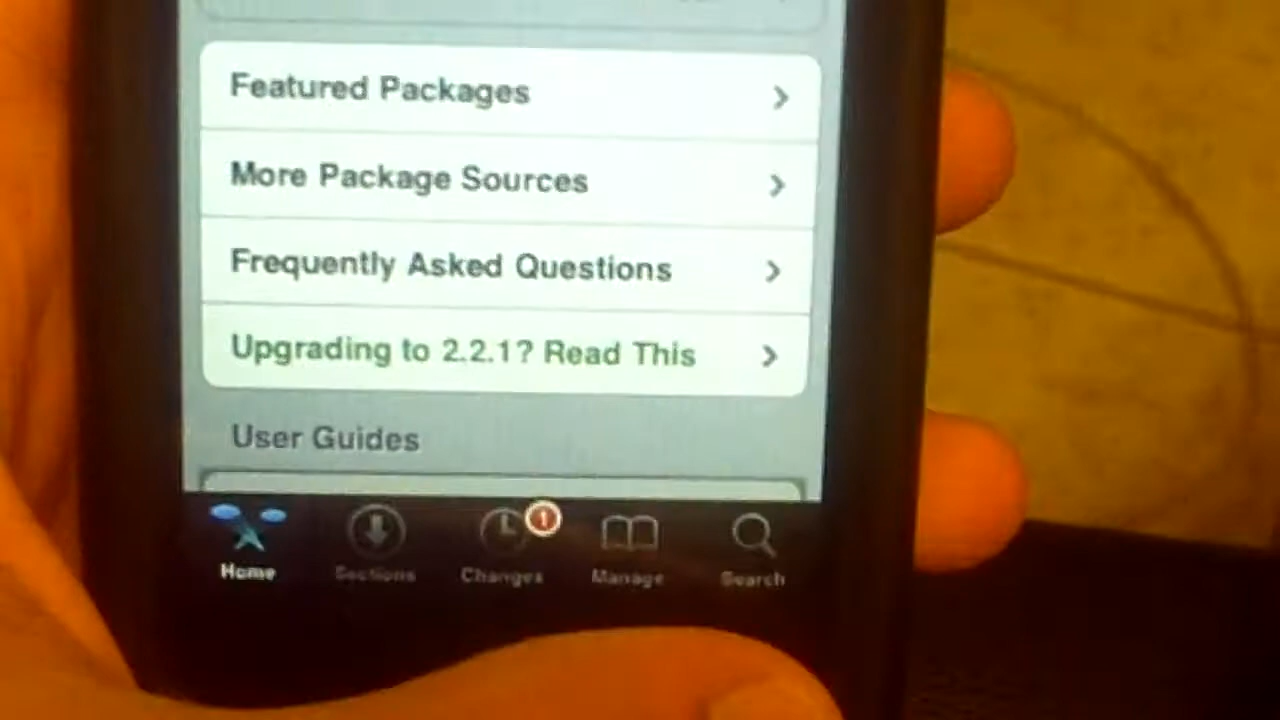 Featured Packages
More Package Sources
Frequently Asked Questions
Upgrading to 2.2.1? Read This
User Guides
1
Home Sections Changes Manage Search